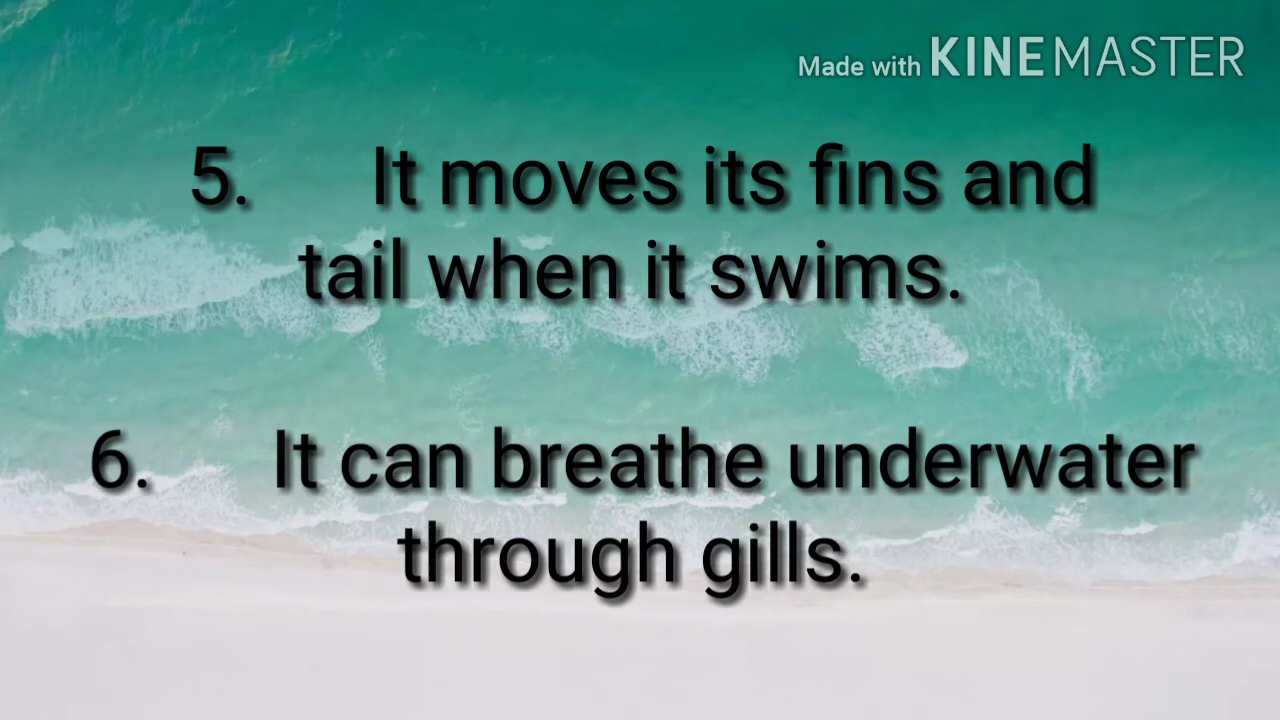 Made with KINEMASTER
5. It moves its fins and
tail when it swims.
6. It can breathe underwater
through gills.